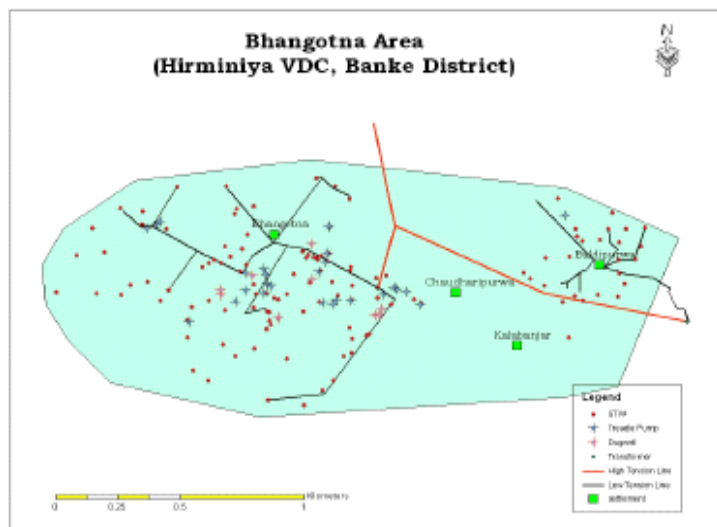 Bhangotna Area
(Hirminiya VDC, Banke District)
N
Bhangotna
Chaudharipurwa
Kalabanjar
Legend
STW
Treadle Pump
Dugwell
Transformer
High Tension Line
Low Tension Line
settlement
0 0.25 0.5 1 Kilometers